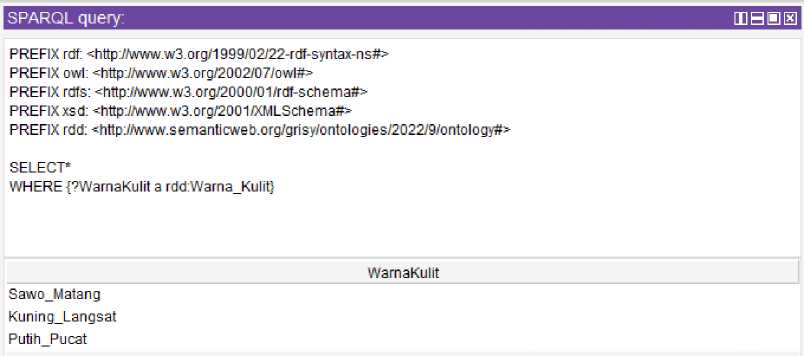 SPARQL query:
PREFIX rdf: <http://www.w3.org/1999/02/22-rdf-syntax-ns#>
PREFIX owl: <http://www.w3.org/2002/07/owl#>
PREFIX rdfs: <http://www.w3.org/2000/01/rdf-schema#>
PREFIX xsd: <http://www.w3.org/2001/XMLSchema#>
PREFIX rdd: <http://www.semanticweb.org/grisy/ontologies/2022/9/ontology#>
SELECT*
WHERE {?WarnaKulit a rdd:Warna_Kulit}
WarnaKulit
Sawo_Matang
Kuning_Langsat
Putih_Pucat